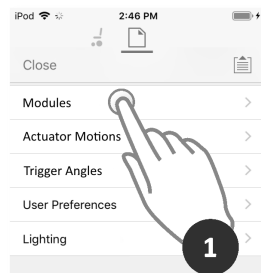 iPod 2:46 PM
Close
Modules
Actuator Motions
Trigger Angles
User Preferences
Lighting
1